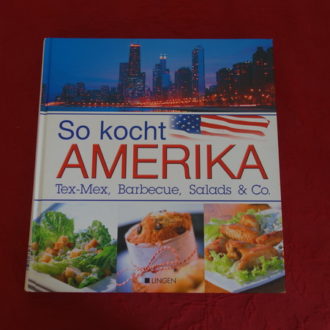 So kocht
AMERIKA
Tex-Mex, Barbecue, Salads & Co.
LINGEN